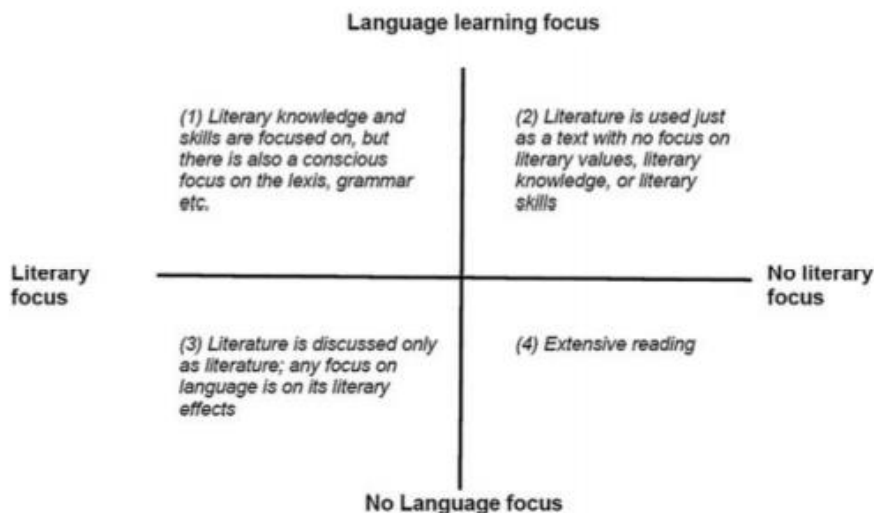 Language learning focus
(1) Literary knowledge and
skills are focused on, but
there is also a conscious
focus on the lexis, grammar
etc.
(2) Literature is used just
as a text with no focus on
literary values, literary
knowledge, or literary
skills
Literary
focus
No literary
focus
(3) Literature is discussed only
as literature; any focus on
language is on its literary
effects
(4) Extensive reading
No Language focus